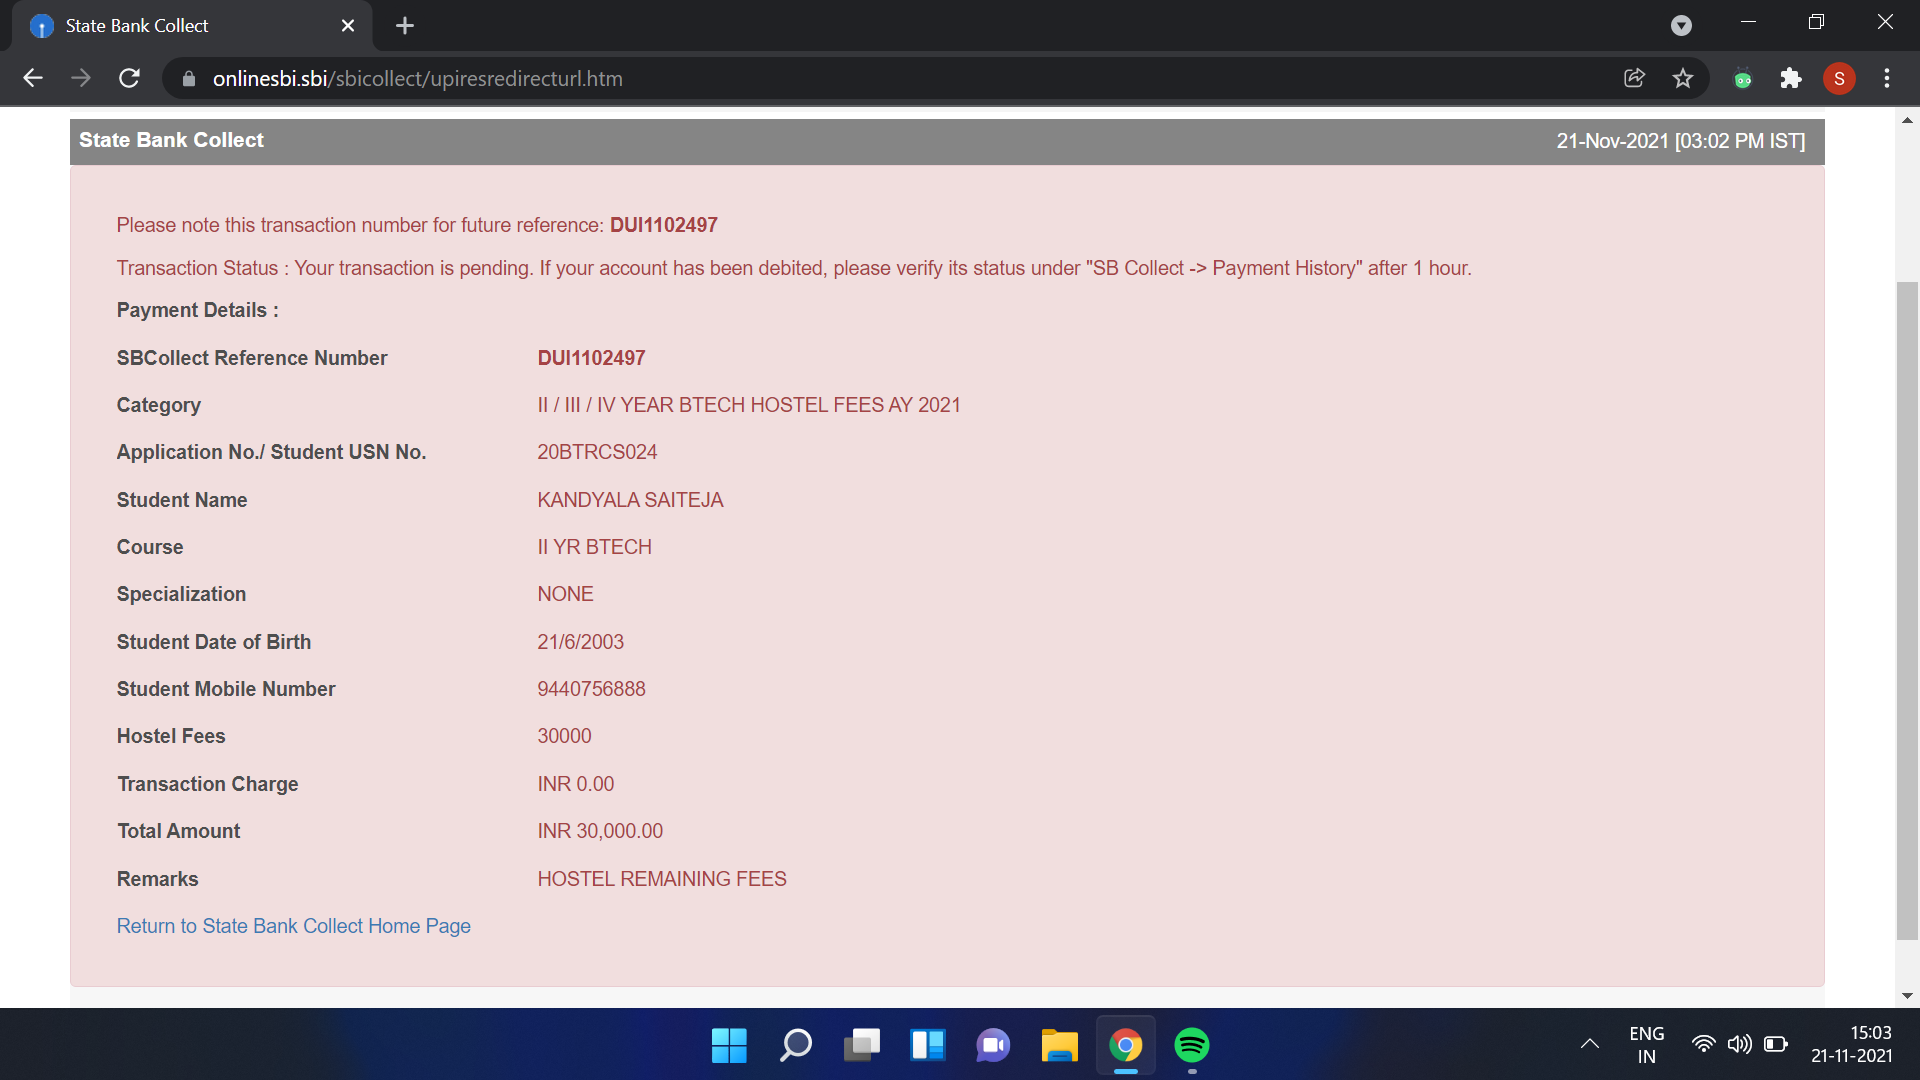 State Bank Collect
onlinesbi.sbi/sbicollect/upiresredirecturl.htm
S
State Bank Collect 21-Nov-2021 [03:02 PM IST]
Please note this transaction number for future reference: DUI1102497
Transaction Status : Your transaction is pending. If your account has been debited, please verify its status under "SB Collect -> Payment History" after 1 hour.
Payment Details :
SBCollect Reference Number DUI1102497
Category II / III / IV YEAR BTECH HOSTEL FEES AY 2021
Application No./ Student USN No. 20BTRCS024
Student Name KANDYALA SAITEJA
Course II YR BTECH
Specialization NONE
Student Date of Birth 21/6/2003
Student Mobile Number 9440756888
Hostel Fees 30000
Transaction Charge INR 0.00
Total Amount INR 30,000.00
Remarks HOSTEL REMAINING FEES
Return to State Bank Collect Home Page
ENG 15:03
IN 21-11-2021